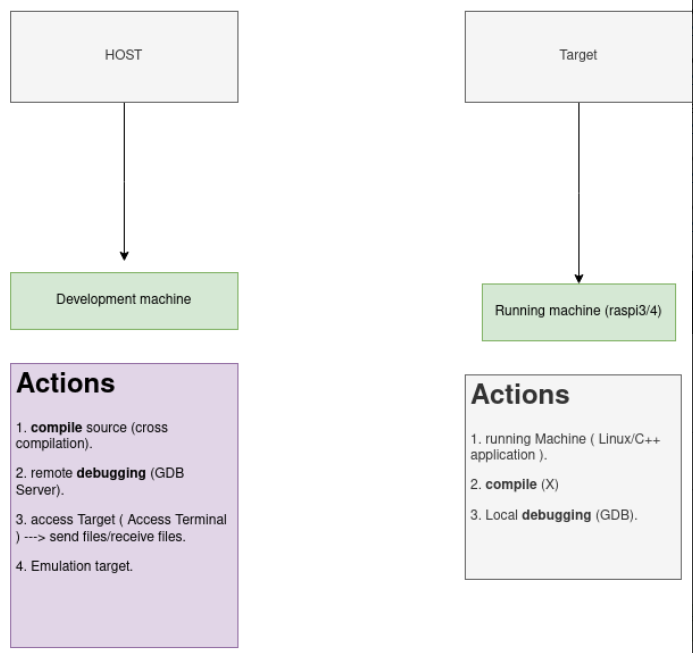 HOST
Target
Development machine
Running machine (raspi3/4)
Actions
1. compile source (cross
compilation).
2. remote debugging (GDB
Server).
3. access Target ( Access Terminal
) ---> send files/receive files.
4. Emulation target.
Actions
1. running Machine ( Linux/C++
application ).
2. compile (X)
3. Local debugging (GDB).